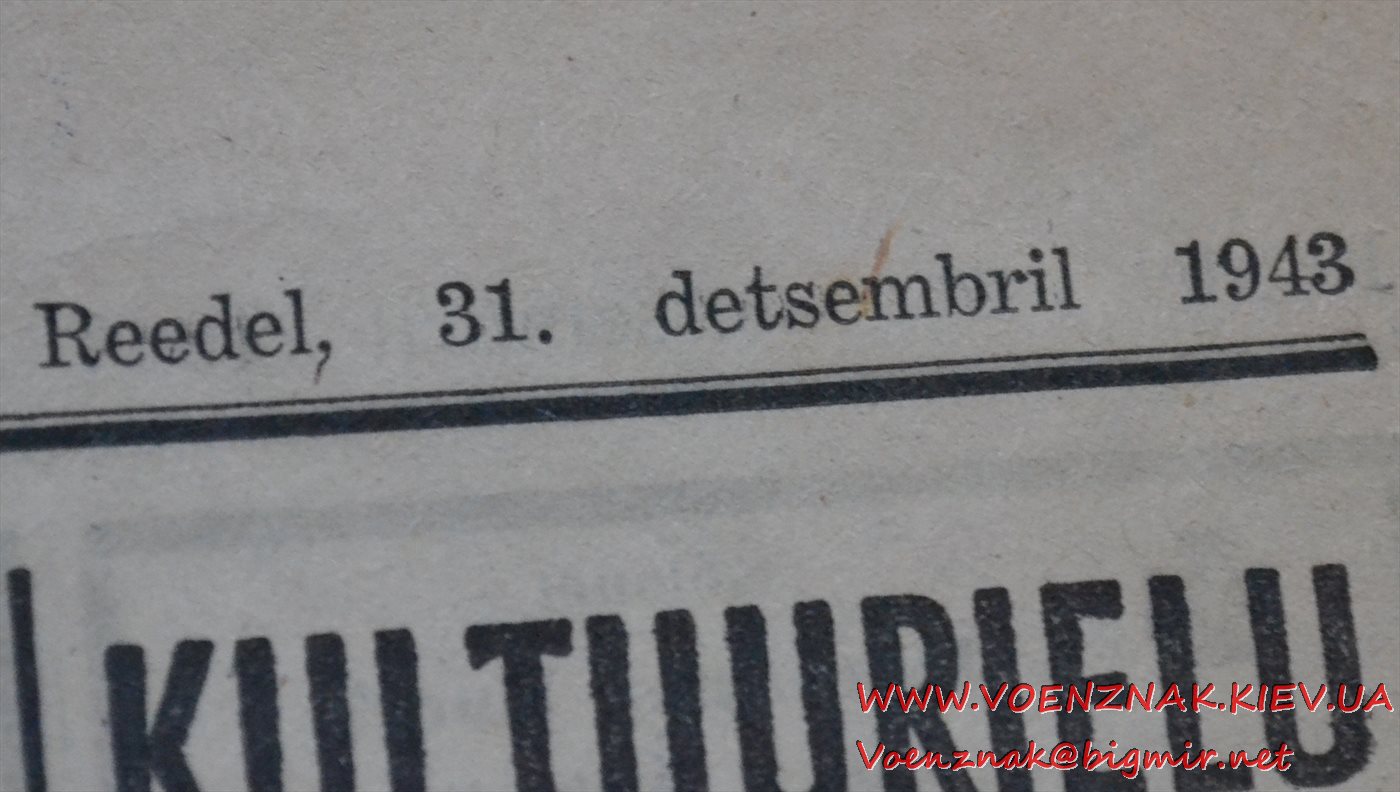 Reedel, 31. detsembril 1943
KULTUURIELU
WWW.VOENZNAK.KIEV.UA
Voenznak@bigmir.net